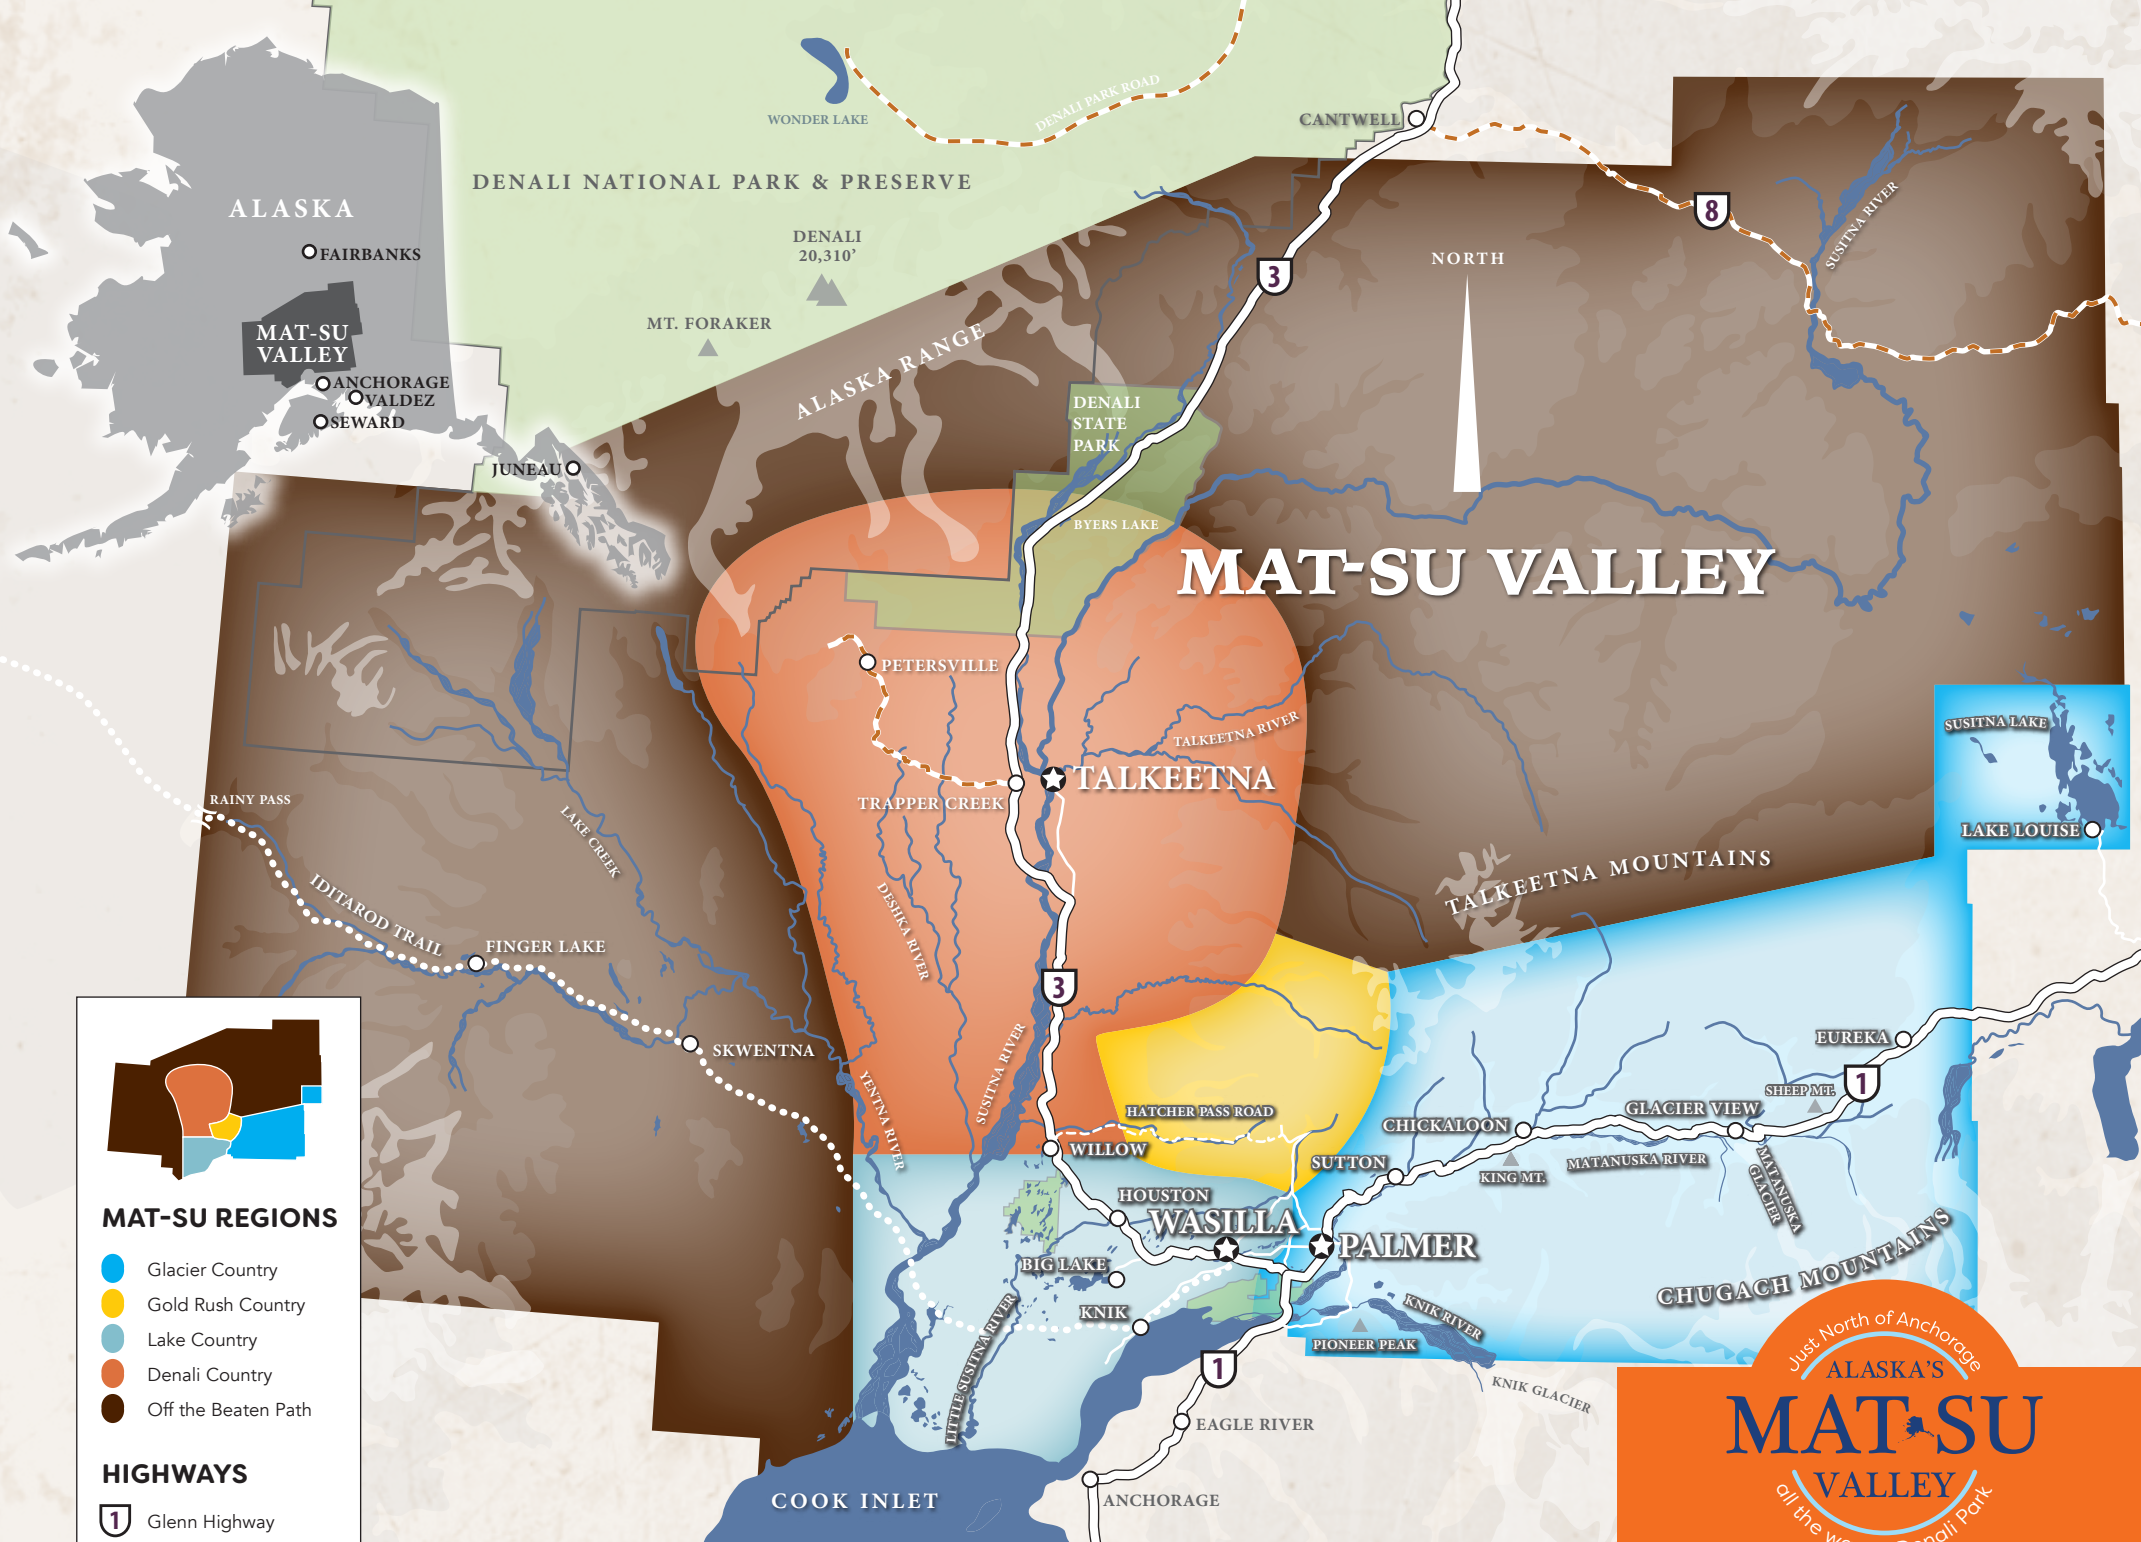 WONDER LAKE
DENALI PARK ROAD
CANTWELL
DENALI NATIONAL PARK & PRESERVE
ALASKA
FAIRBANKS
MAT-SU
VALLEY
ANCHORAGE
VALDEZ
SEWARD
JUNEAU
DENALI
20,310’
MT. FORAKER
ALASKA RANGE
3
8
SUSITNA RIVER
NORTH
DENALI
STATE
PARK
BYERS LAKE
MAT-SU VALLEY
PETERSVILLE
TALKEETNA RIVER
TALKEETNA
TRAPPER CREEK
SUSITNA LAKE
LAKE LOUISE
RAINY PASS
LAKE CREEK
IDITAROD TRAIL
FINGER LAKE
DESHKA RIVER
TALKEETNA MOUNTAINS
3
SKWENTNA
YENTNA RIVER
SUSITNA RIVER
HATCHER PASS ROAD
WILLOW
EUREKA
1
SHEEP MT.
GLACIER VIEW
CHICKALOON
SUTTON
KING MT.
MATANUSKA RIVER
MATANUSKA
GLACIER
HOUSTON
WASILLA
PALMER
BIG LAKE
KNIK
LITTLE SUSITNA RIVER
CHUGACH MOUNTAINS
KNIK RIVER
PIONEER PEAK
KNIK GLACIER
1
EAGLE RIVER
ANCHORAGE
COOK INLET
MAT-SU REGIONS
Glacier Country
Gold Rush Country
Lake Country
Denali Country
Off the Beaten Path
HIGHWAYS
1 Glenn Highway
Just North of Anchorage
ALASKA’S
MAT SU
VALLEY
all the
Denali Park